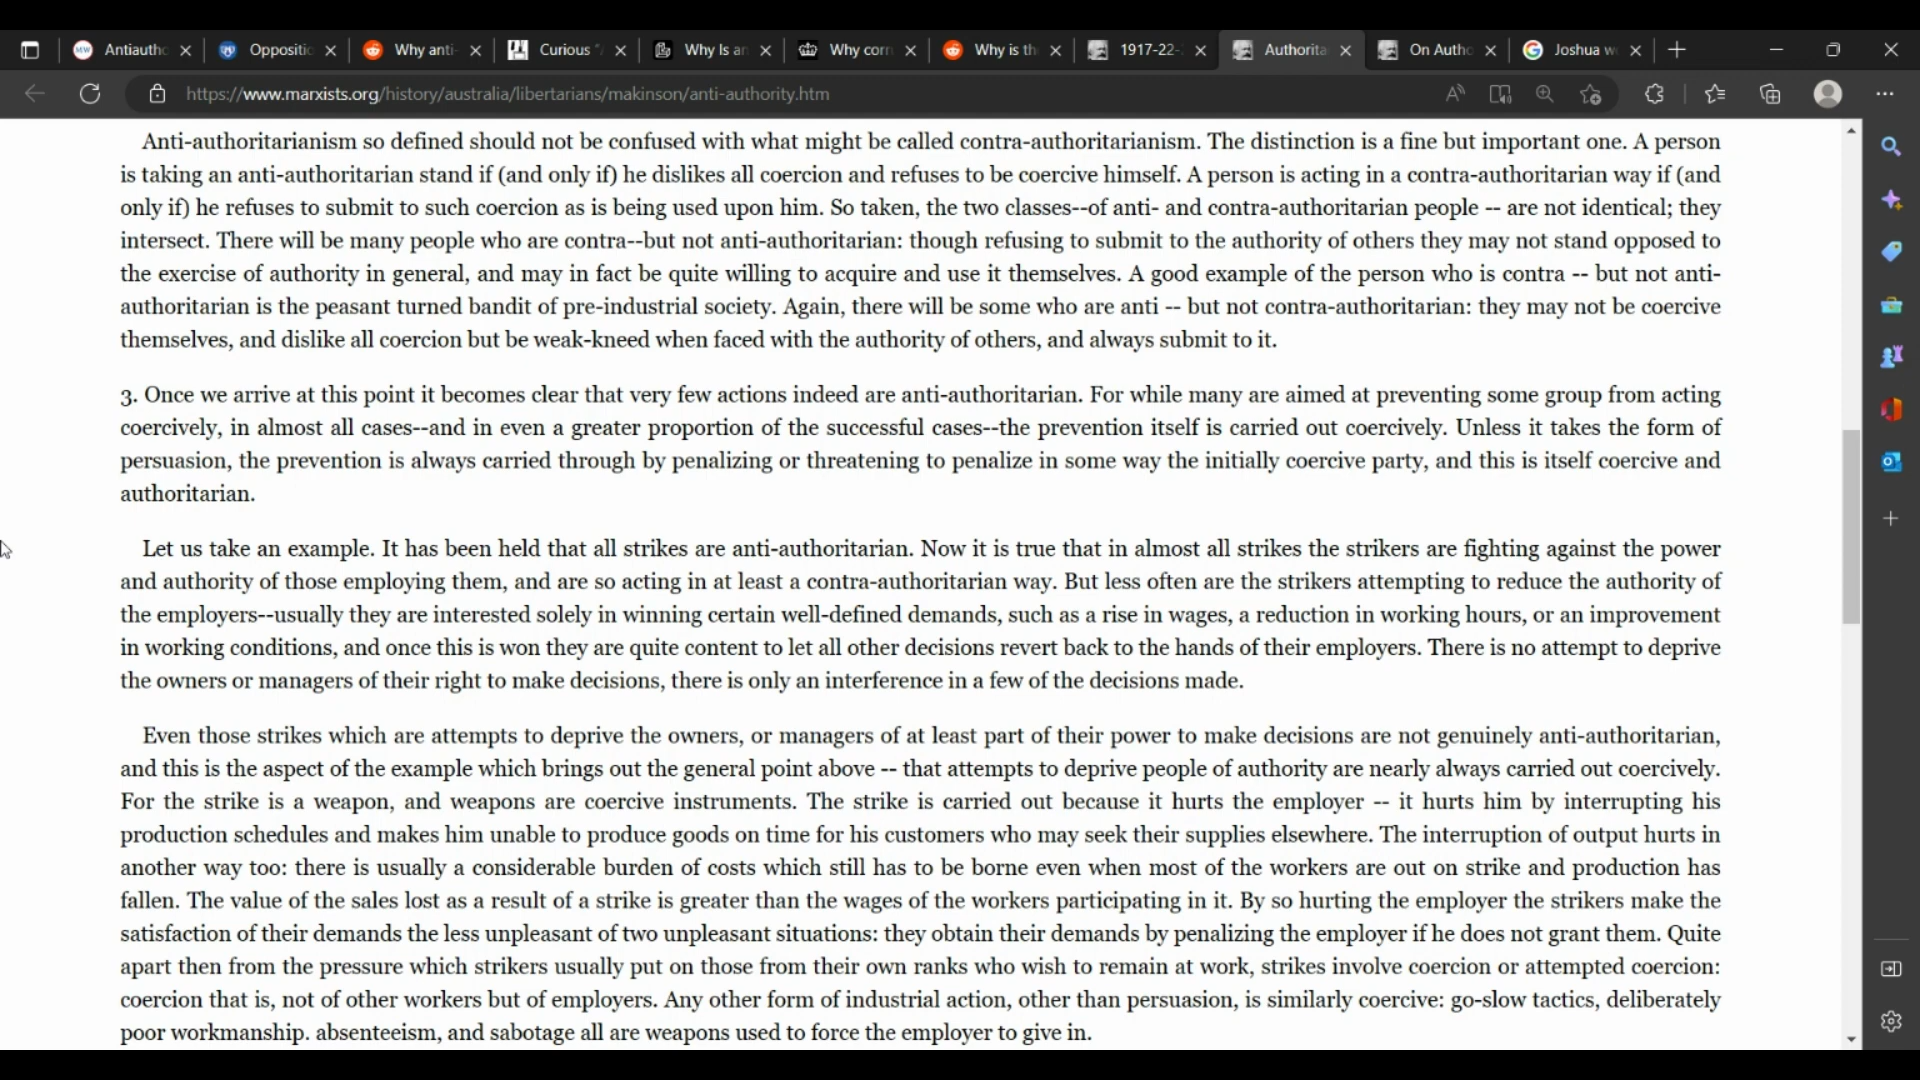 Antiautho
Oppositio
Why anti-
Curious "
Why Is an
Why corr
Why is th
1917-22-
Authorita
On Autho
Joshua w
https://www.marxists.org/history/australia/libertarians/makinson/anti-authority.htm
Anti-authoritarianism so defined should not be confused with what might be called contra-authoritarianism. The distinction is a fine but important one. A person
is taking an anti-authoritarian stand if (and only if) he dislikes all coercion and refuses to be coercive himself. A person is acting in a contra-authoritarian way if (and
only if) he refuses to submit to such coercion as is being used upon him. So taken, the two classes--of anti- and contra-authoritarian people -- are not identical; they
intersect. There will be many people who are contra--but not anti-authoritarian: though refusing to submit to the authority of others they may not stand opposed to
the exercise of authority in general, and may in fact be quite willing to acquire and use it themselves. A good example of the person who is contra -- but not anti-
authoritarian is the peasant turned bandit of pre-industrial society. Again, there will be some who are anti -- but not contra-authoritarian: they may not be coercive
themselves, and dislike all coercion but be weak-kneed when faced with the authority of others, and always submit to it.
3. Once we arrive at this point it becomes clear that very few actions indeed are anti-authoritarian. For while many are aimed at preventing some group from acting
coercively, in almost all cases--and in even a greater proportion of the successful cases--the prevention itself is carried out coercively. Unless it takes the form of
persuasion, the prevention is always carried through by penalizing or threatening to penalize in some way the initially coercive party, and this is itself coercive and
authoritarian.
Let us take an example. It has been held that all strikes are anti-authoritarian. Now it is true that in almost all strikes the strikers are fighting against the power
and authority of those employing them, and are so acting in at least a contra-authoritarian way. But less often are the strikers attempting to reduce the authority of
the employers--usually they are interested solely in winning certain well-defined demands, such as a rise in wages, a reduction in working hours, or an improvement
in working conditions, and once this is won they are quite content to let all other decisions revert back to the hands of their employers. There is no attempt to deprive
the owners or managers of their right to make decisions, there is only an interference in a few of the decisions made.
Even those strikes which are attempts to deprive the owners, or managers of at least part of their power to make decisions are not genuinely anti-authoritarian,
and this is the aspect of the example which brings out the general point above -- that attempts to deprive people of authority are nearly always carried out coercively.
For the strike is a weapon, and weapons are coercive instruments. The strike is carried out because it hurts the employer -- it hurts him by interrupting his
production schedules and makes him unable to produce goods on time for his customers who may seek their supplies elsewhere. The interruption of output hurts in
another way too: there is usually a considerable burden of costs which still has to be borne even when most of the workers are out on strike and production has
fallen. The value of the sales lost as a result of a strike is greater than the wages of the workers participating in it. By so hurting the employer the strikers make the
satisfaction of their demands the less unpleasant of two unpleasant situations: they obtain their demands by penalizing the employer if he does not grant them. Quite
apart then from the pressure which strikers usually put on those from their own ranks who wish to remain at work, strikes involve coercion or attempted coercion:
coercion that is, not of other workers but of employers. Any other form of industrial action, other than persuasion, is similarly coercive: go-slow tactics, deliberately
poor workmanship. absenteeism, and sabotage all are weapons used to force the employer to give in.